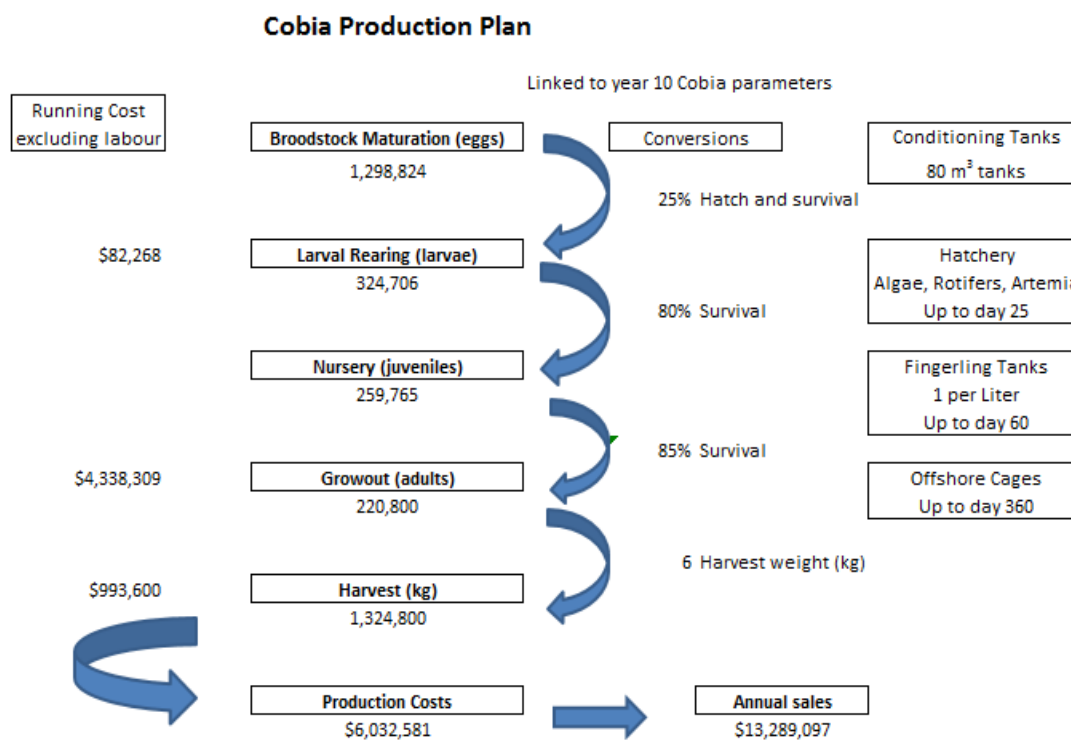 Cobia Production Plan
Linked to year 10 Cobia parameters
Running Cost
excluding labour
Broodstock Maturation (eggs)
1,298,824
Conversions
Conditioning Tanks
80 m³ tanks
25% Hatch and survival
$82,268
Larval Rearing (larvae)
324,706
Hatchery
Algae, Rotifers, Artemia
Up to day 25
80% Survival
Nursery (juveniles)
259,765
Fingerling Tanks
1 per Liter
Up to day 60
85% Survival
$4,338,309
Growout (adults)
220,800
Offshore Cages
Up to day 360
6 Harvest weight (kg)
$993,600
Harvest (kg)
1,324,800
Production Costs
$6,032,581
Annual sales
$13,289,097